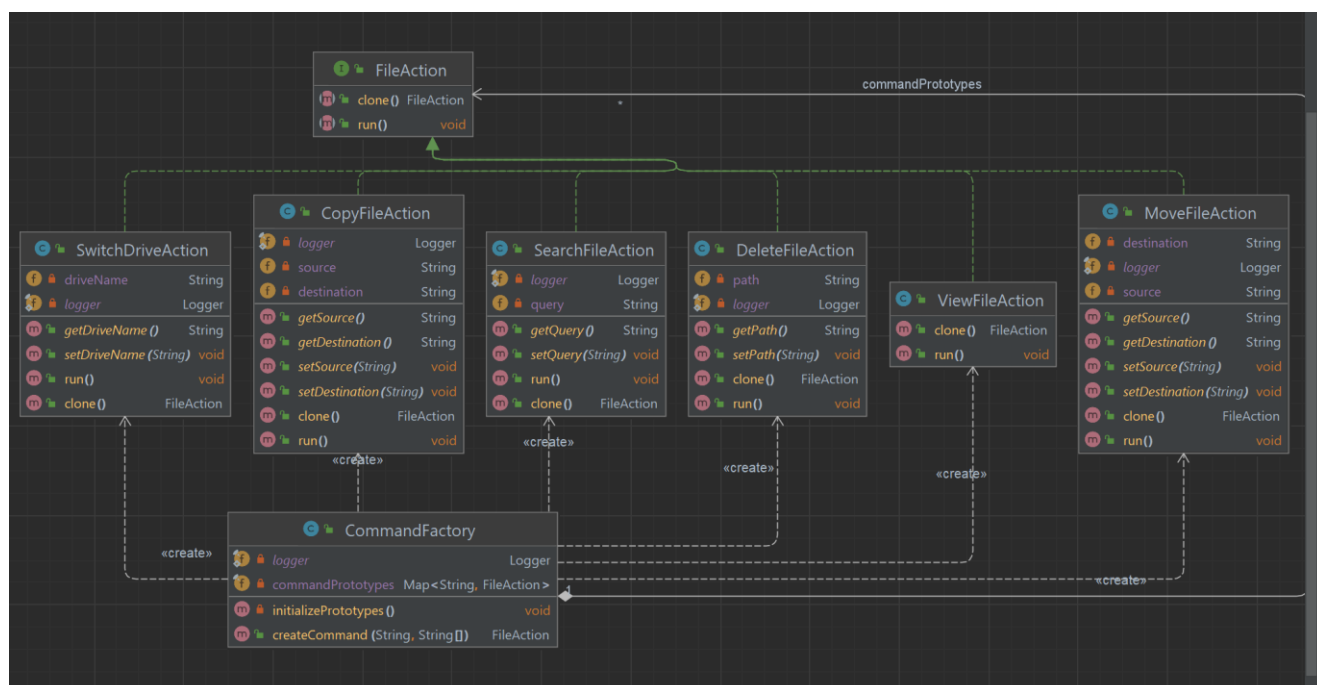 FileAction
clone() FileAction
run() void
commandPrototypes
*
SwitchDriveAction
driveName String
logger Logger
getDriveName() String
setDriveName(String) void
run() void
clone() FileAction
CopyFileAction
logger Logger
source String
destination String
getSource() String
getDestination() String
setSource(String) void
setDestination(String) void
clone() FileAction
run() void
SearchFileAction
logger Logger
query String
getQuery() String
setQuery(String) void
run() void
clone() FileAction
DeleteFileAction
path String
logger Logger
getPath() String
setPath(String) void
clone() FileAction
run() void
ViewFileAction
clone() FileAction
run() void
MoveFileAction
destination String
logger Logger
source String
getSource() String
getDestination() String
setSource(String) void
setDestination(String) void
clone() FileAction
run() void
«create»
«create»
«create»
«create»
«create»
«create»
CommandFactory
logger Logger
commandPrototypes Map<String, FileAction>
initializePrototypes() void
createCommand(String, String[]) FileAction
1